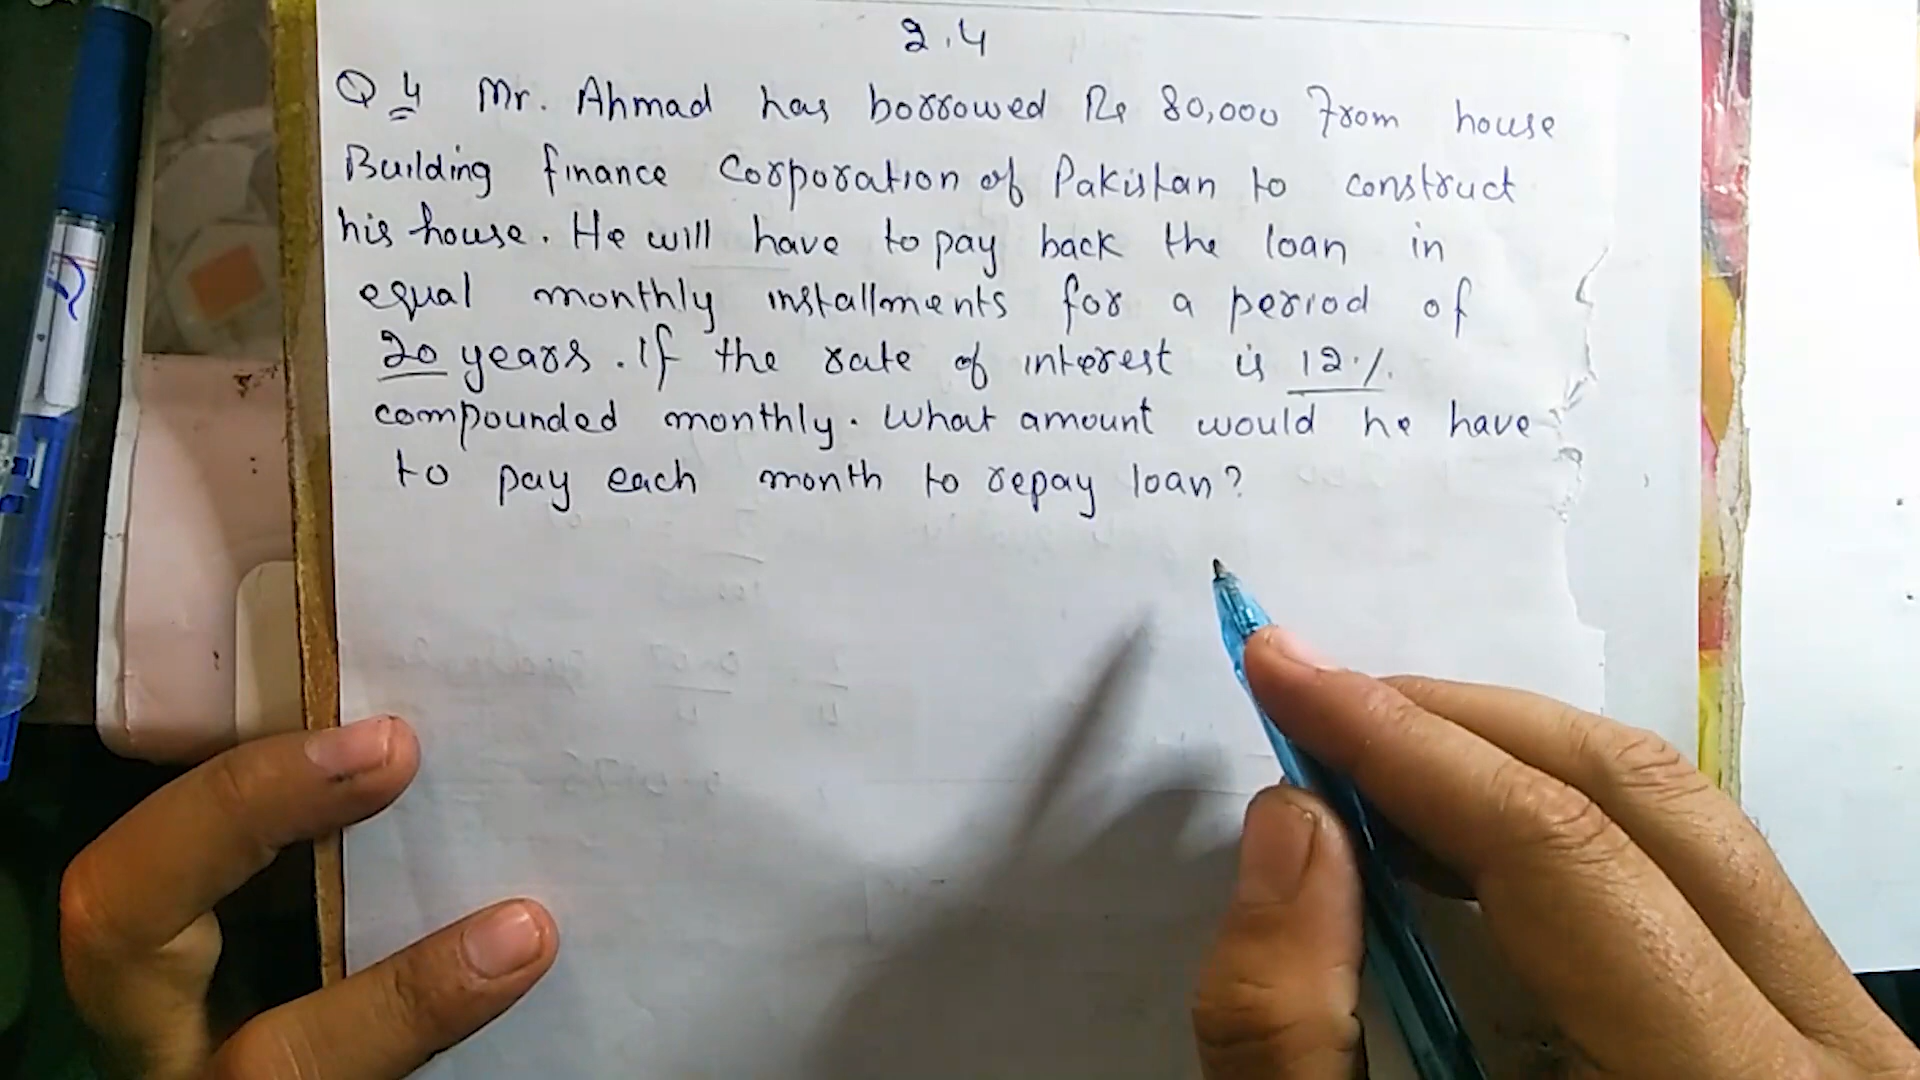 2.4
Q 4 Mr. Ahmad has borrowed Rs 80,000 From house
Building finance Corporation of Pakistan to construct
his house. He will have to pay back the loan in
equal monthly installments for a period of
20 years. If the rate of interest is 12%
compounded monthly. What amount would he have
to pay each month to repay loan?